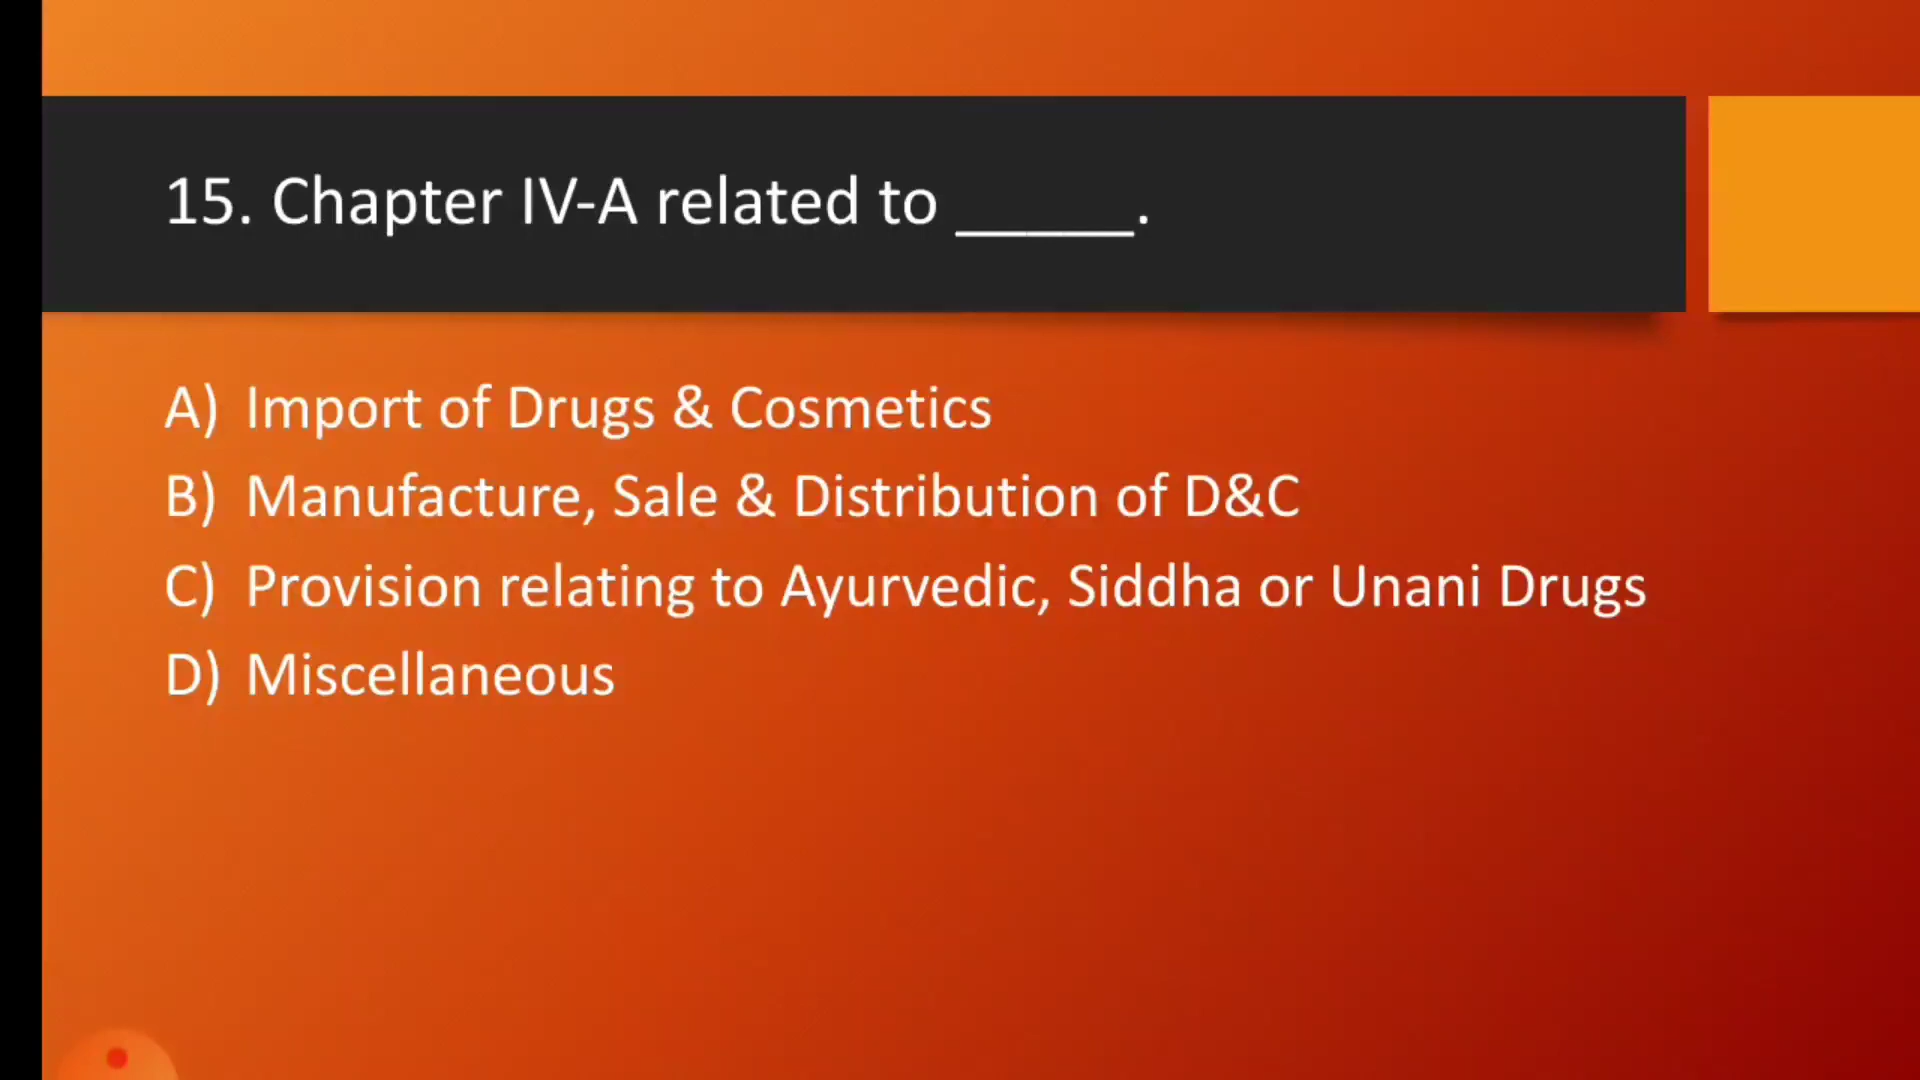 15. Chapter IV-A related to _____.
A) Import of Drugs & Cosmetics
B) Manufacture, Sale & Distribution of D&C
C) Provision relating to Ayurvedic, Siddha or Unani Drugs
D) Miscellaneous